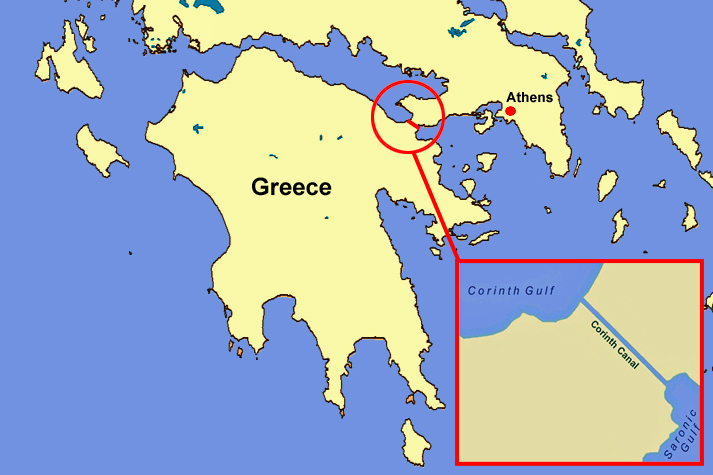 Athens
Greece
Corinth Gulf
Corinth Canal
Saronic
Gulf